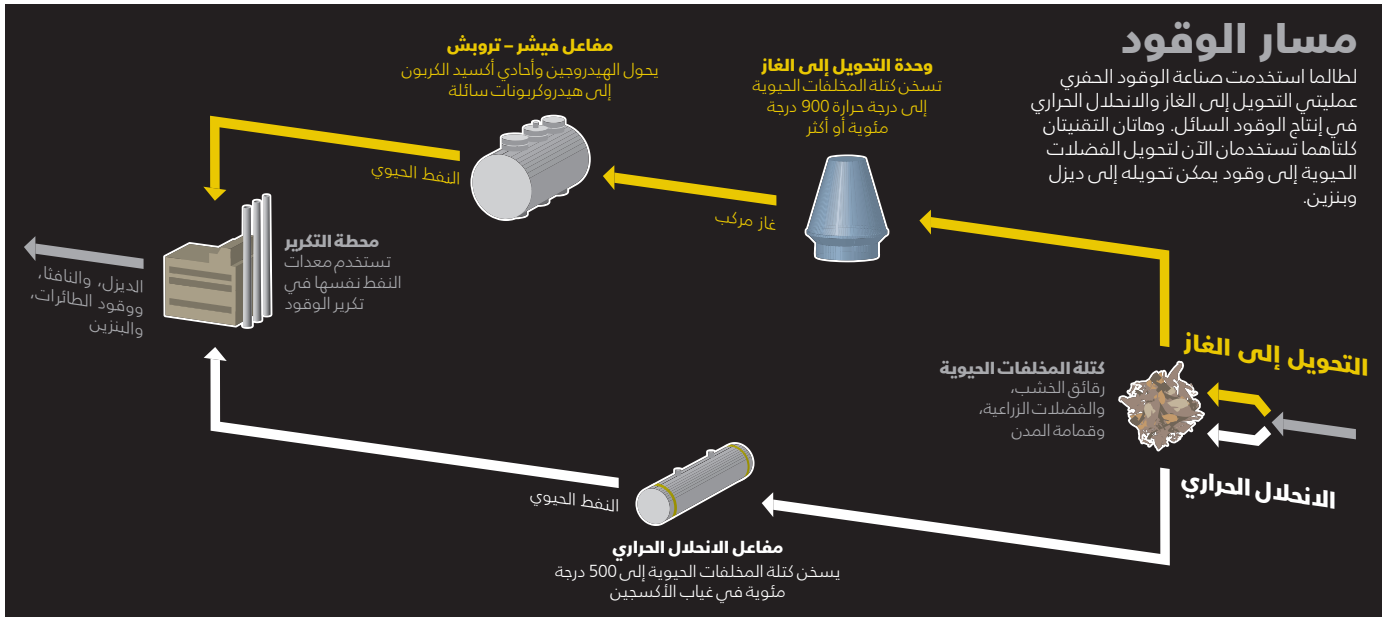 مسار الوقود
لطالما استخدمت صناعة الوقود الحفري
عمليتي التحويل إلى الغاز والانحلال الحراري
في إنتاج الوقود السائل. وهاتان التقنيتان
كلتاهما تستخدمان الآن لتحويل الفضلات
الحيوية إلى وقود يمكن تحويله إلى ديزل
وبنزين.
التحويل إلى الغاز
الانحلال الحراري
كتلة المخلفات الحيوية
رقائق الخشب،
والفضلات الزراعية،
وقمامة المدن
وحدة التحويل إلى الغاز
تسخن كتلة المخلفات الحيوية
إلى درجة حرارة 900 درجة
مئوية أو أكثر
غاز مركب
مفاعل فيشر – تروبش
يحول الهيدروجين وأحادي أكسيد الكربون
إلى هيدروكربونات سائلة
النفط الحيوي
مفاعل الانحلال الحراري
يسخن كتلة المخلفات الحيوية إلى 500 درجة
مئوية في غياب الأكسجين
النفط الحيوي
محطة التكرير
تستخدم معدات
النفط نفسها في
تكرير الوقود
الديزل، والنافثا،
ووقود الطائرات،
والبنزين